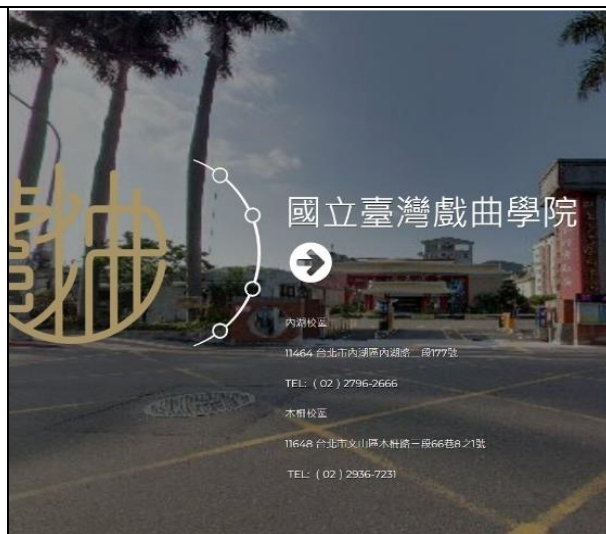 國立臺灣戲曲學院
內湖校區
11464 台北市內湖區內湖路二段177號
TEL: ( 02 ) 2796-2666
木柵校區
11648 台北市文山區木柵路三段66巷8之1號
TEL: ( 02 ) 2936-7231